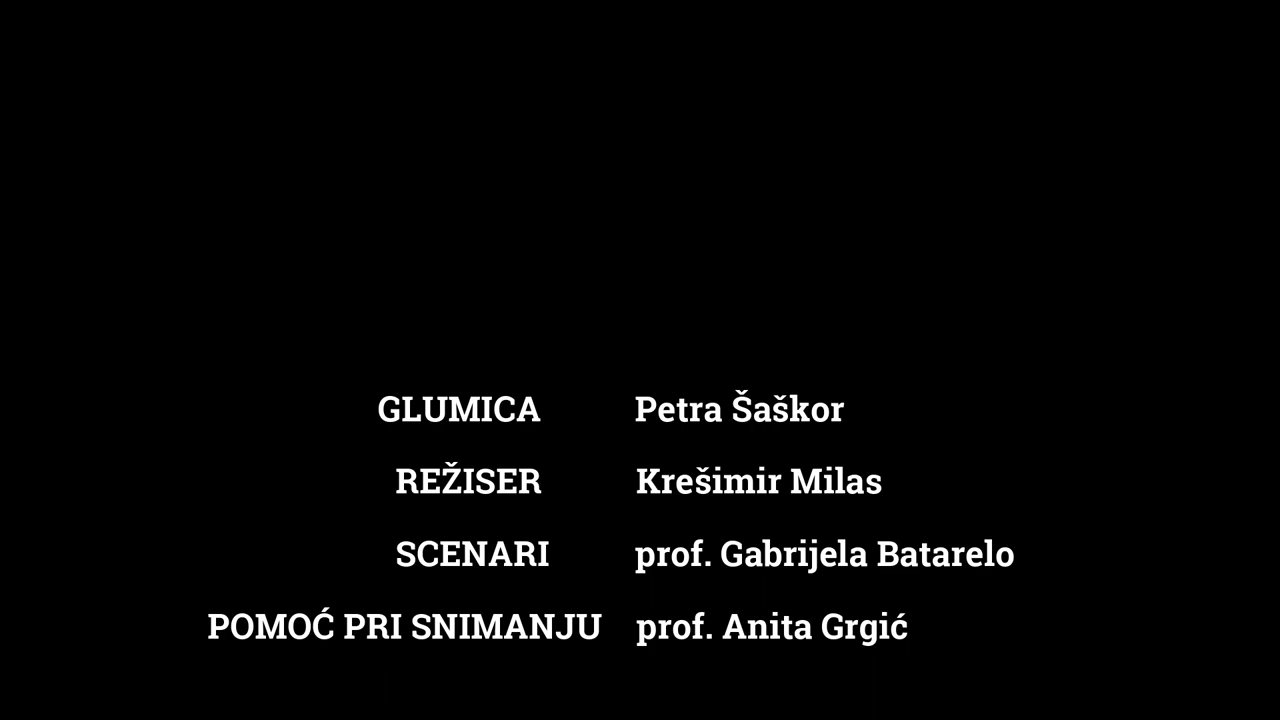 GLUMICA Petra Šaškor
REŽISER Krešimir Milas
SCENARI prof. Gabrijela Batarelo
POMOĆ PRI SNIMANJU prof. Anita Grgić